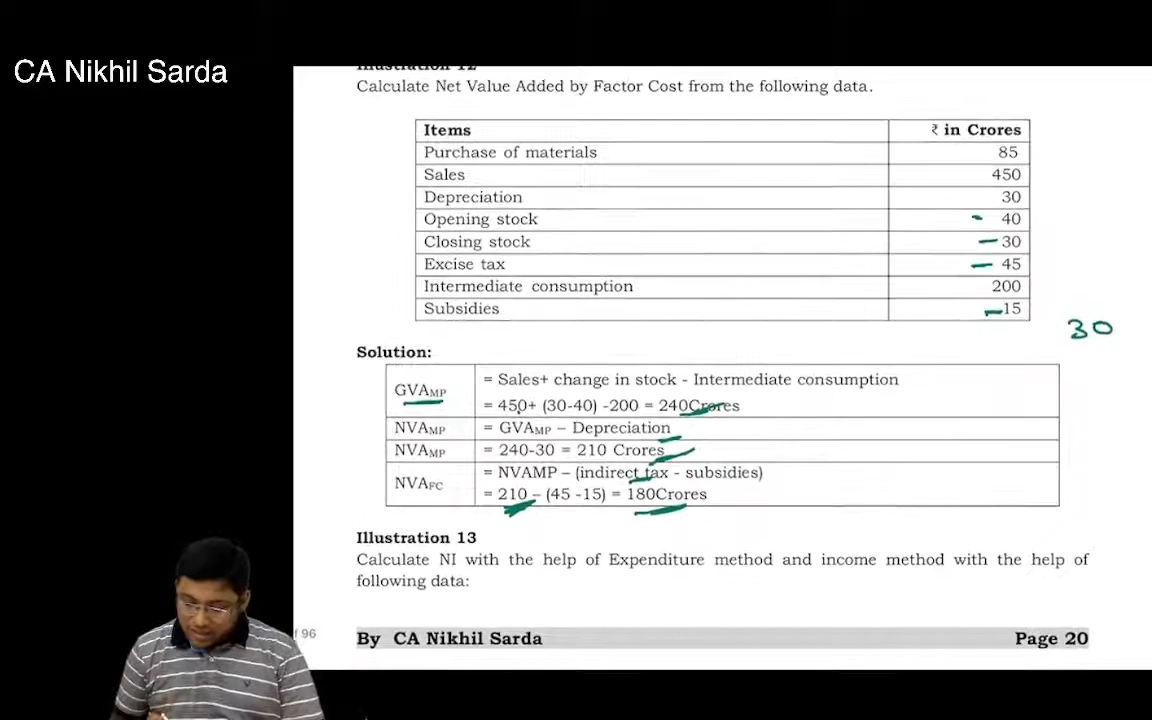 CA Nikhil Sarda
Illustration 12
Calculate Net Value Added by Factor Cost from the following data.
Items ₹ in Crores
Purchase of materials 85
Sales 450
Depreciation 30
Opening stock 40
Closing stock 30
Excise tax 45
Intermediate consumption 200
Subsidies 15
30
Solution:
GVAMP = Sales+ change in stock - Intermediate consumption
= 450+ (30-40) -200 = 240Crores
NVAMP = GVAMP – Depreciation
NVAMP = 240-30 = 210 Crores
NVAFC = NVAMP – (indirect tax - subsidies)
= 210 – (45 -15) = 180Crores
Illustration 13
Calculate NI with the help of Expenditure method and income method with the help of
following data:
f 96
By CA Nikhil Sarda Page 20